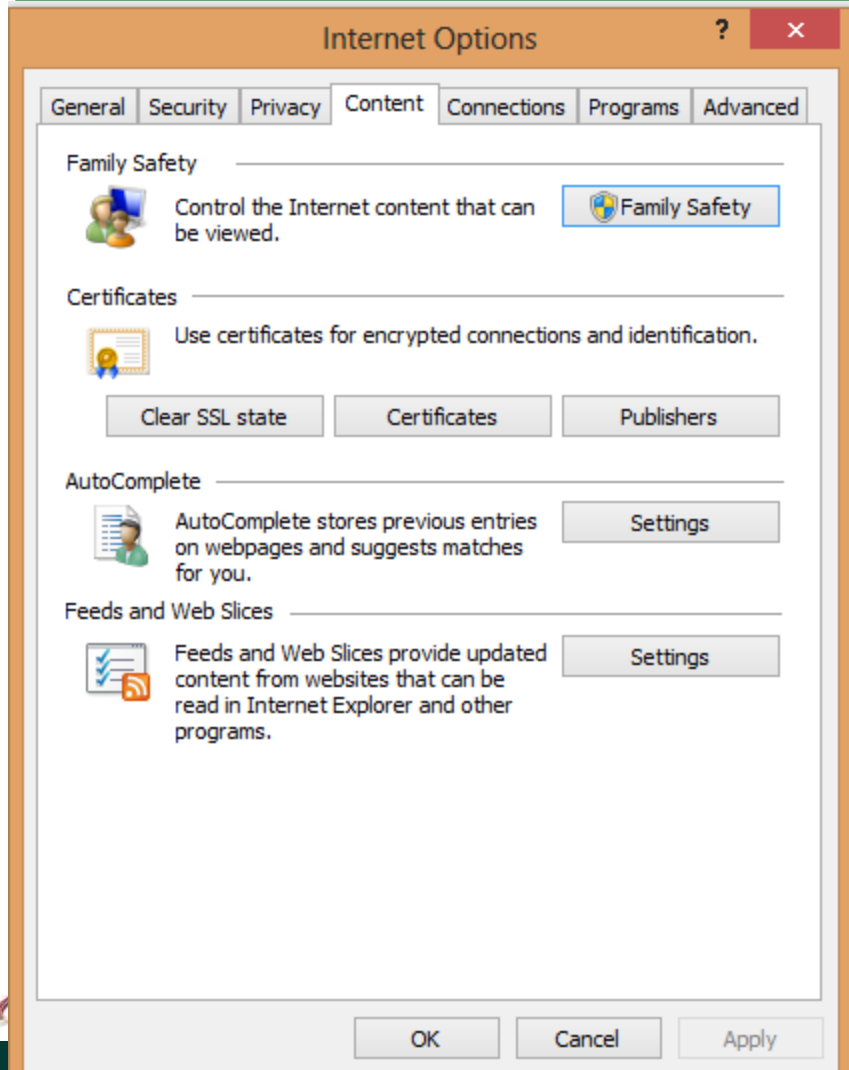 Internet Options
?
×
General Security Privacy Content Connections Programs Advanced
Family Safety
Control the Internet content that can
be viewed.
Family Safety
Certificates
Use certificates for encrypted connections and identification.
Clear SSL state
Certificates
Publishers
AutoComplete
AutoComplete stores previous entries
on webpages and suggests matches
for you.
Settings
Feeds and Web Slices
Feeds and Web Slices provide updated
content from websites that can be
read in Internet Explorer and other
programs.
Settings
OK
Cancel
Apply